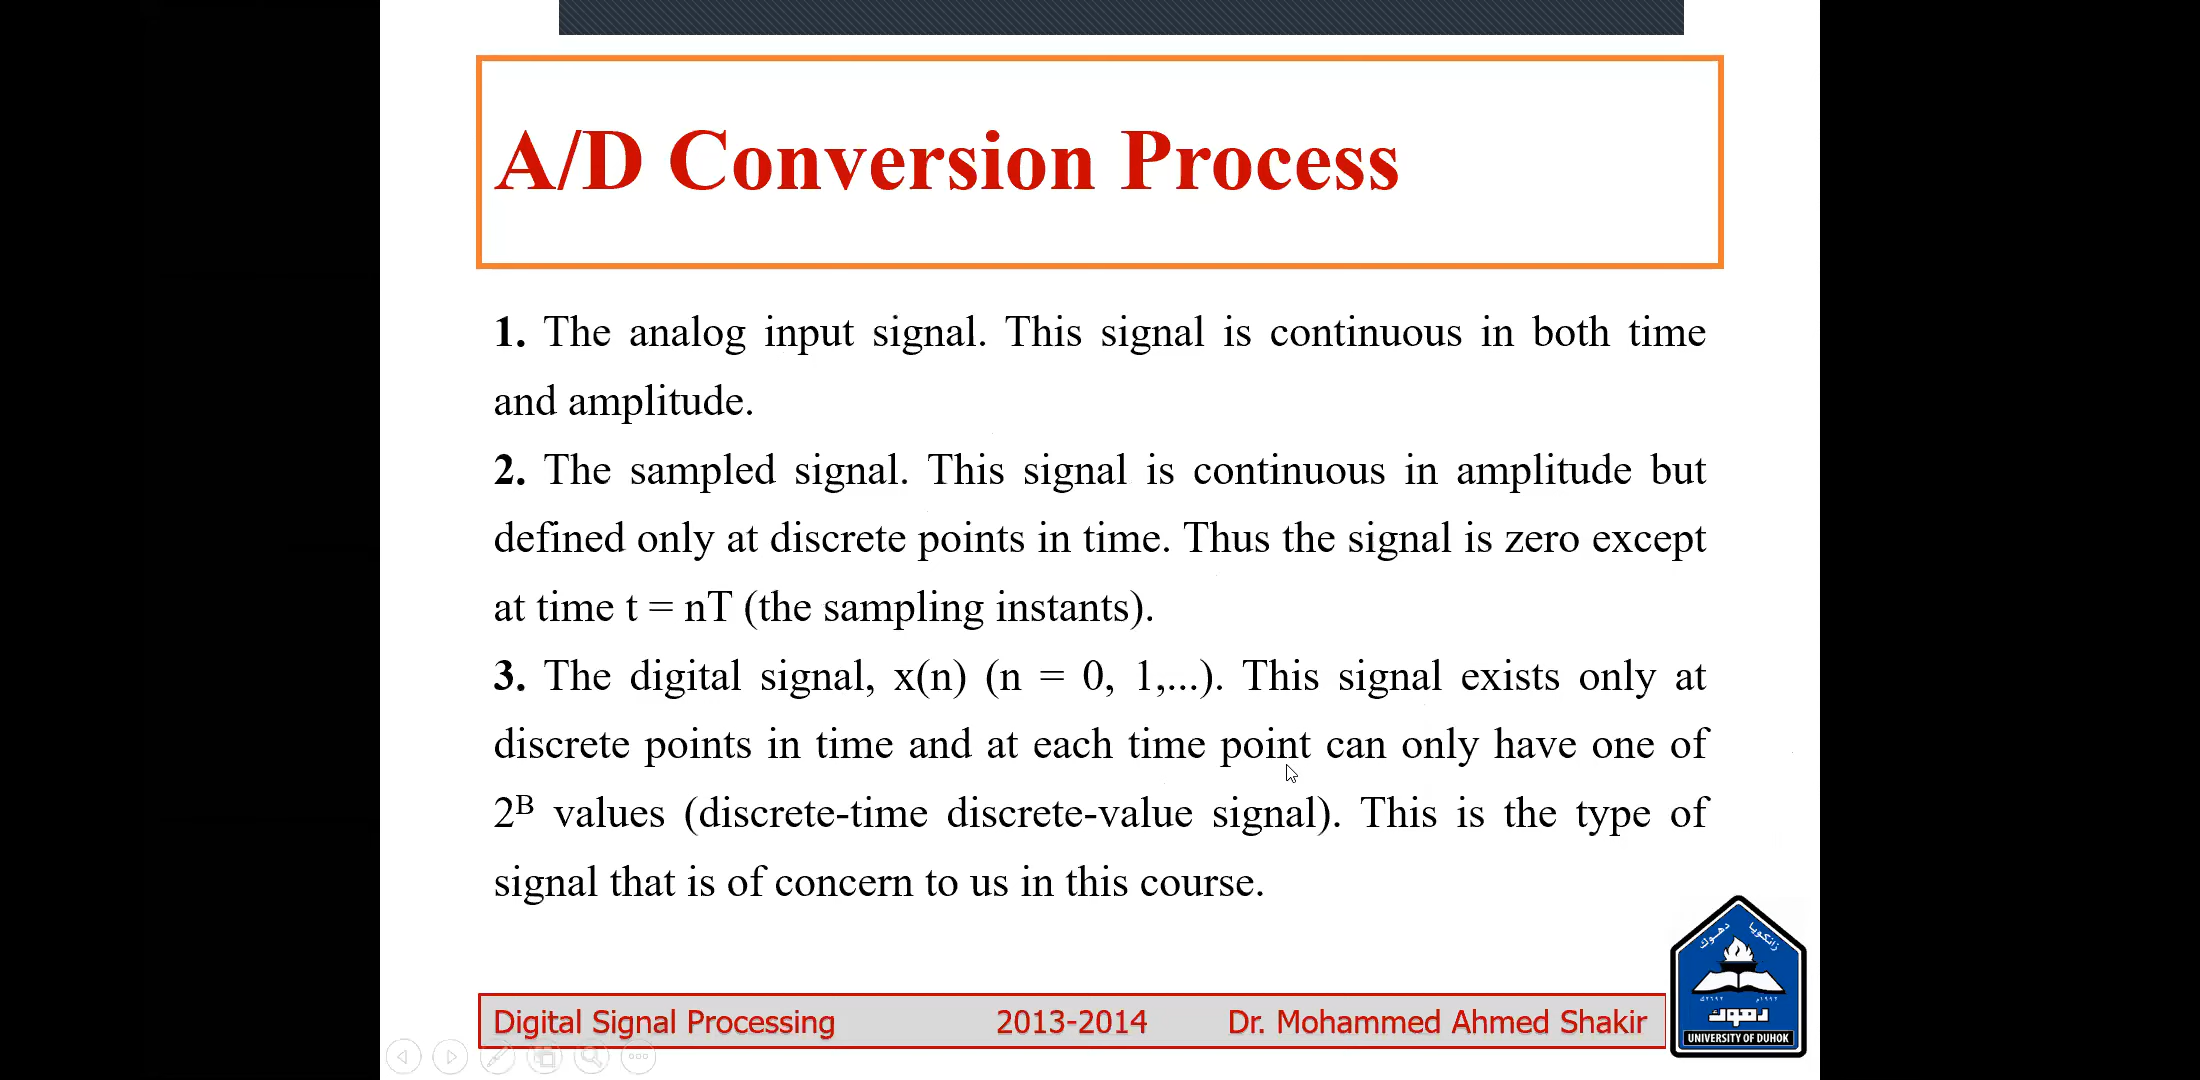 A/D Conversion Process
1. The analog input signal. This signal is continuous in both time
and amplitude.
2. The sampled signal. This signal is continuous in amplitude but
defined only at discrete points in time. Thus the signal is zero except
at time t = nT (the sampling instants).
3. The digital signal, x(n) (n = 0, 1,...). This signal exists only at
discrete points in time and at each time point can only have one of
2ᴮ values (discrete-time discrete-value signal). This is the type of
signal that is of concern to us in this course.
زانكويا دهوك
UNIVERSITY OF DUHOK
Digital Signal Processing 2013-2014 Dr. Mohammed Ahmed Shakir